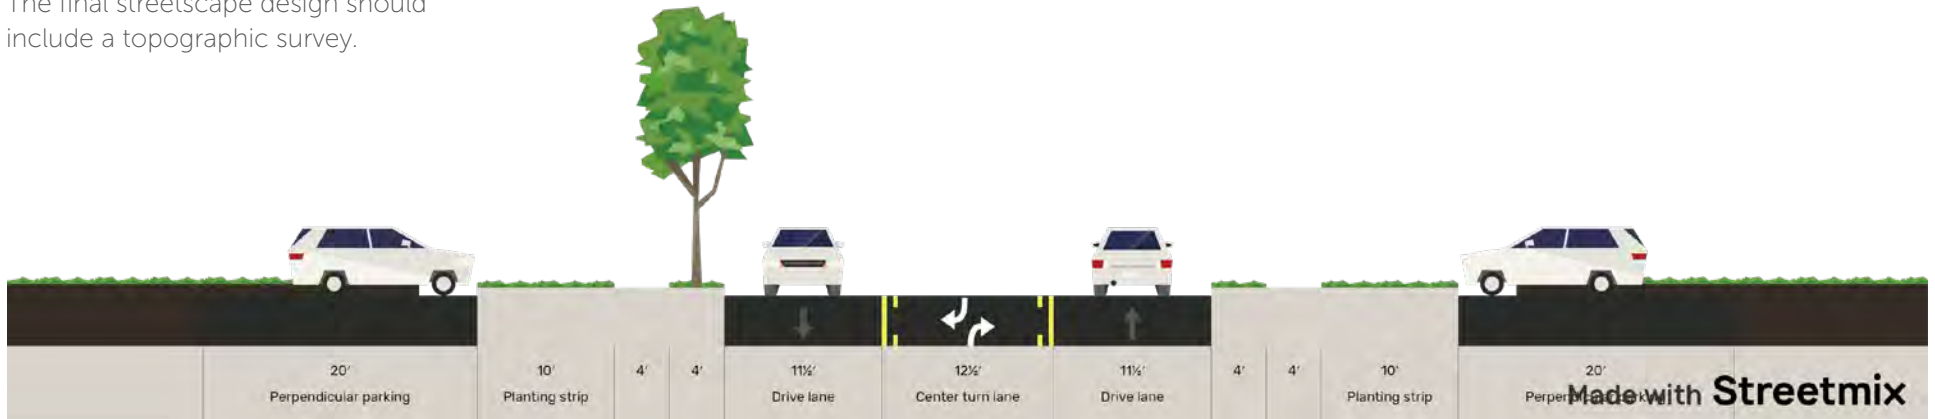 The final streetscape design should
include a topographic survey.
20'
Perpendicular parking
10'
Planting strip
4'
4'
11½'
Drive lane
12½'
Center turn lane
11½'
Drive lane
4'
4'
10'
Planting strip
20'
Made with Streetmix